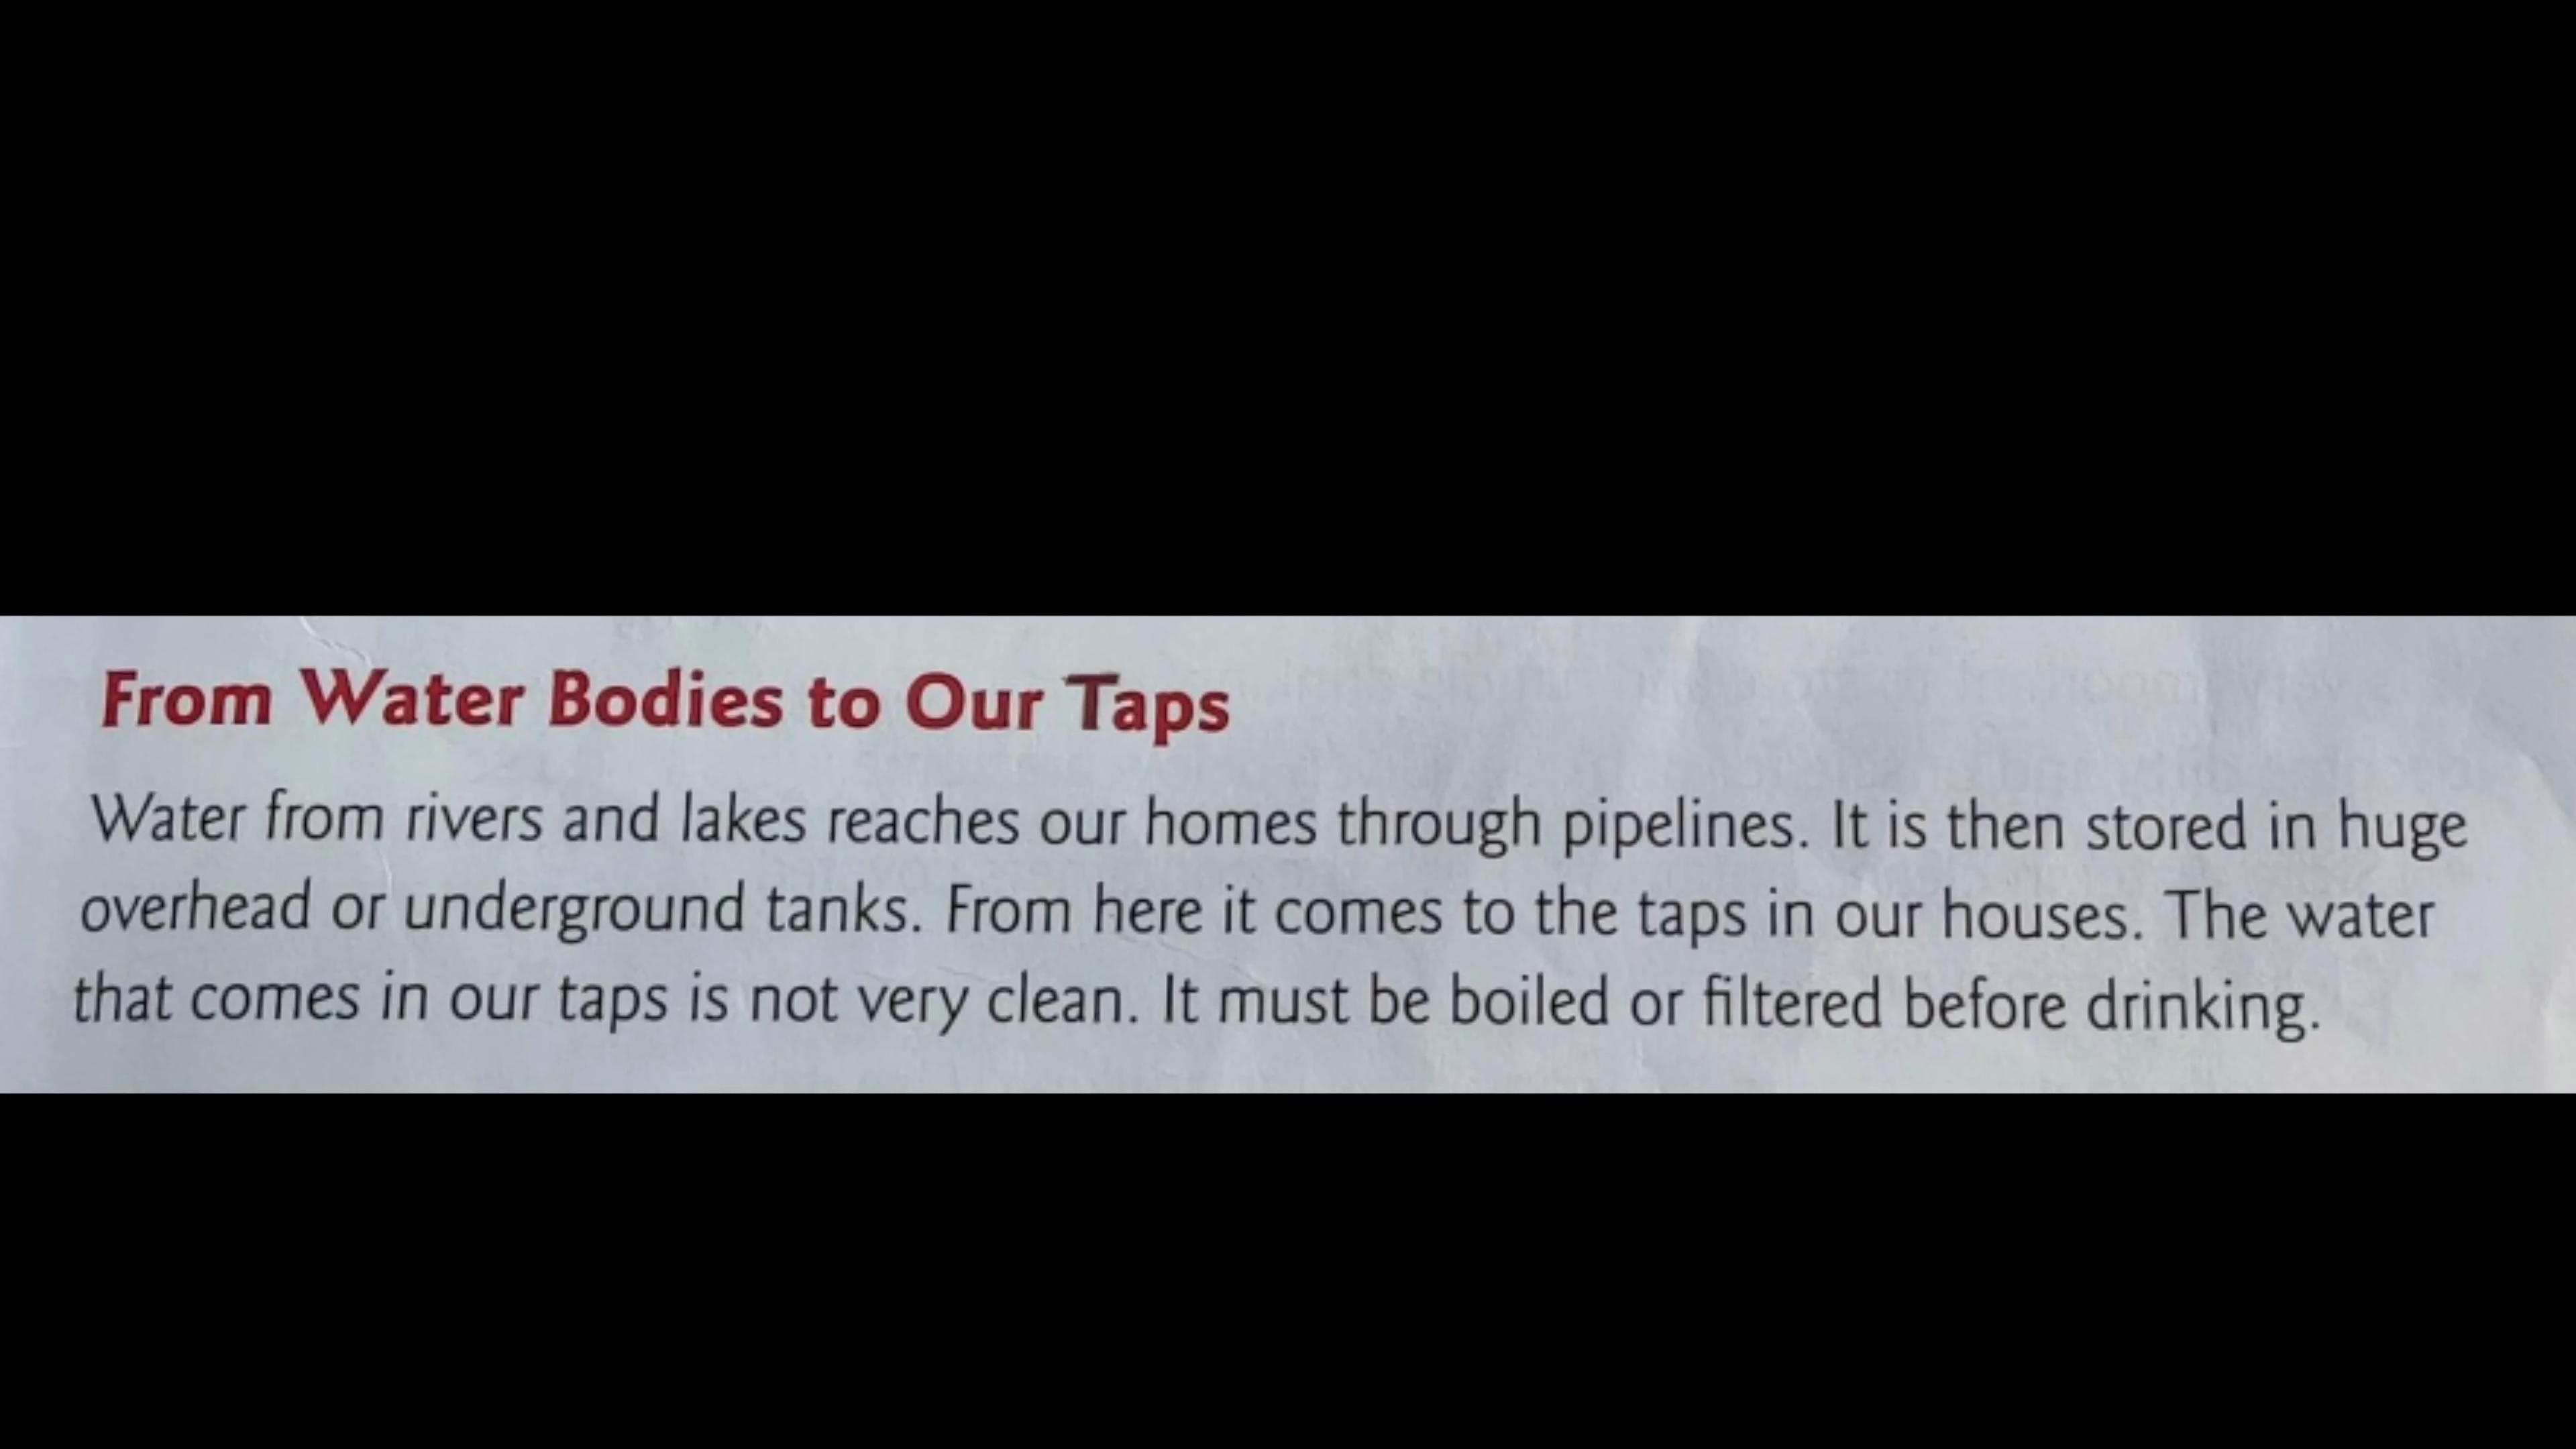 From Water Bodies to Our Taps
Water from rivers and lakes reaches our homes through pipelines. It is then stored in huge
overhead or underground tanks. From here it comes to the taps in our houses. The water
that comes in our taps is not very clean. It must be boiled or filtered before drinking.